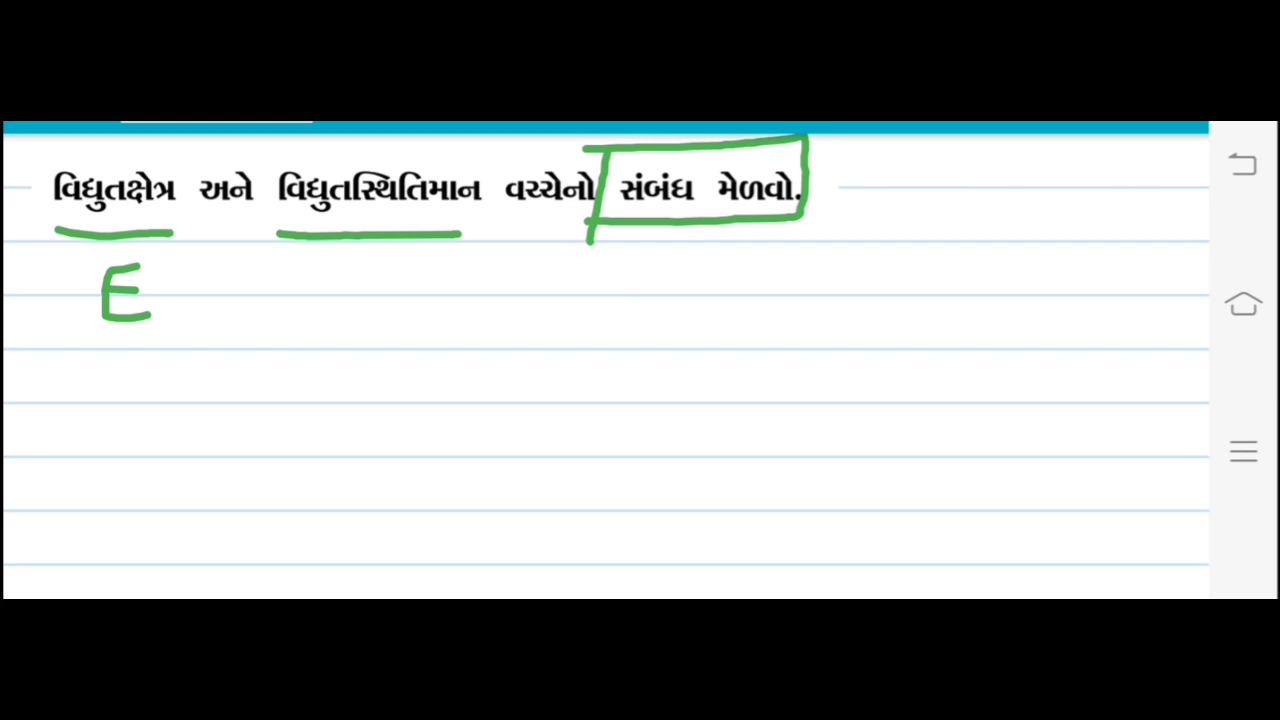 વિદ્યુતક્ષેત્ર અને વિદ્યુતસ્થિતિમાન વચ્ચેનો સંબંધ મેળવો.
E